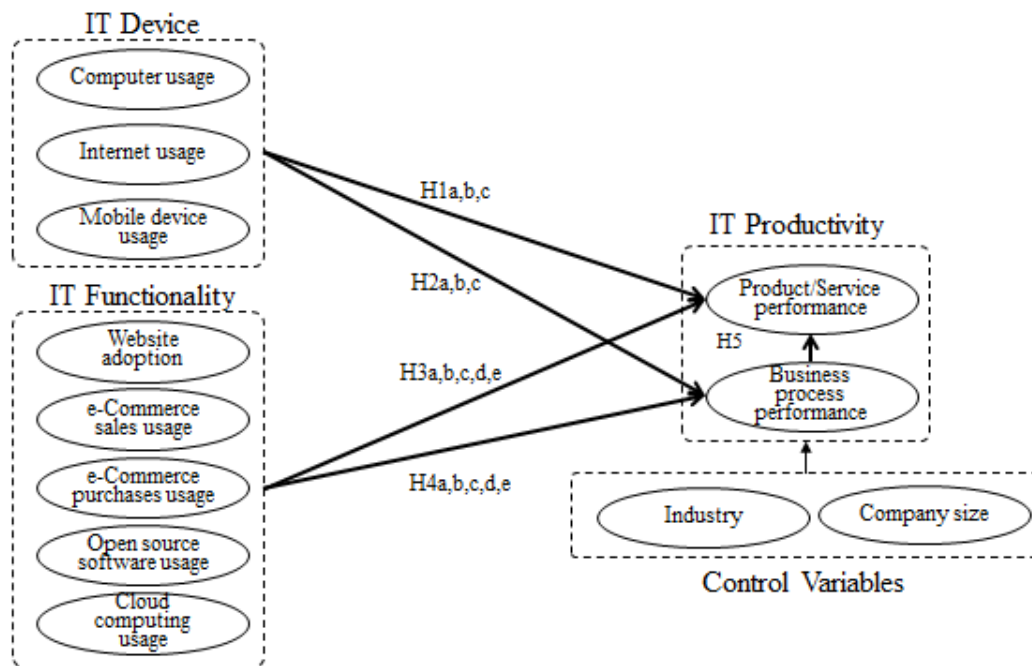 IT Device
Computer usage
Internet usage
Mobile device
usage
IT Functionality
Website
adoption
e-Commerce
sales usage
e-Commerce
purchases usage
Open source
software usage
Cloud
computing
usage
H1a,b,c
H2a,b,c
H3a,b,c,d,e
H4a,b,c,d,e
IT Productivity
Product/Service
performance
H5
Business
process
performance
Industry
Company size
Control Variables